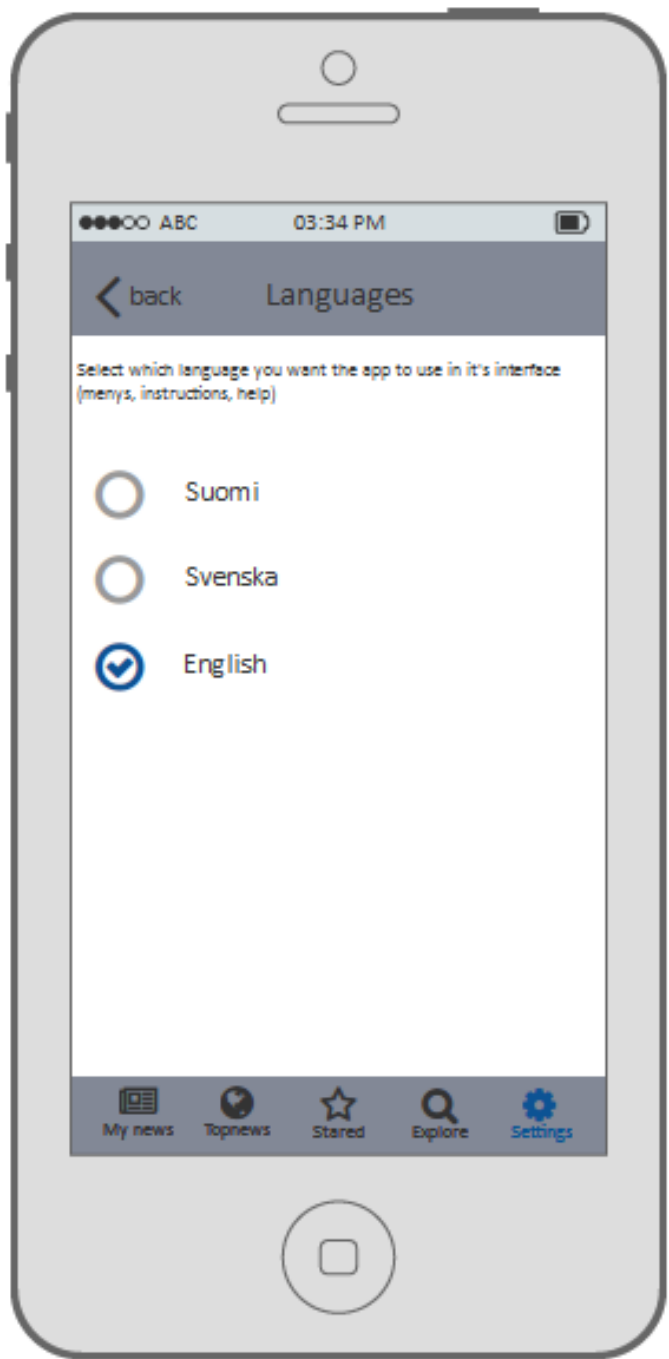 ABC 03:34 PM
back Languages
Select which language you want the app to use in it's interface
(menys, instructions, help)
Suomi
Svenska
English
My news Topnews Stared Explore Settings